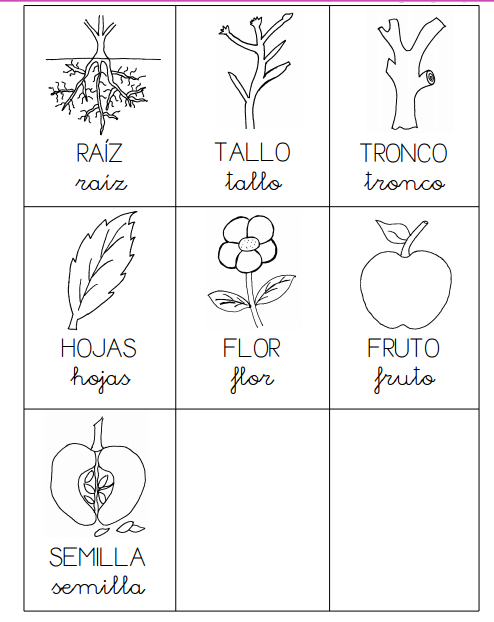 RAÍZ
raíz
TALLO
tallo
TRONCO
tronco
HOJAS
hojas
FLOR
flor
FRUTO
fruto
SEMILLA
semilla